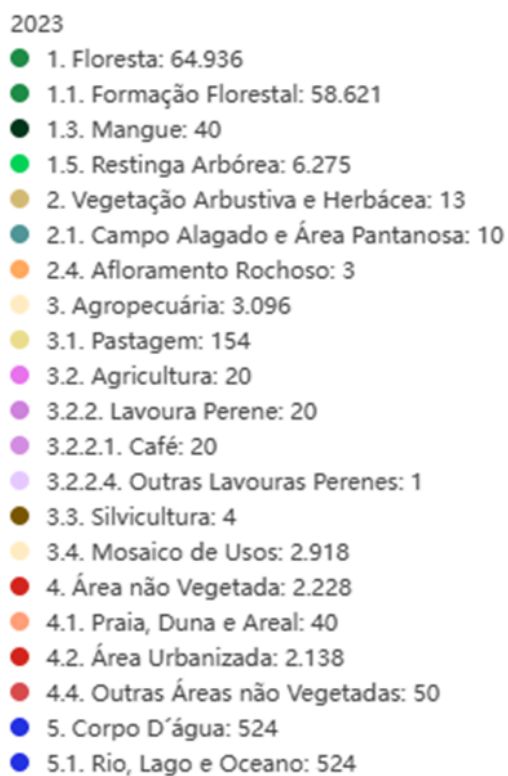 2023
1. Floresta: 64.936
1.1. Formação Florestal: 58.621
1.3. Mangue: 40
1.5. Restinga Arbórea: 6.275
2. Vegetação Arbustiva e Herbácea: 13
2.1. Campo Alagado e Área Pantanosa: 10
2.4. Afloramento Rochoso: 3
3. Agropecuária: 3.096
3.1. Pastagem: 154
3.2. Agricultura: 20
3.2.2. Lavoura Perene: 20
3.2.2.1. Café: 20
3.2.2.4. Outras Lavouras Perenes: 1
3.3. Silvicultura: 4
3.4. Mosaico de Usos: 2.918
4. Área não Vegetada: 2.228
4.1. Praia, Duna e Areal: 40
4.2. Área Urbanizada: 2.138
4.4. Outras Áreas não Vegetadas: 50
5. Corpo D´água: 524
5.1. Rio, Lago e Oceano: 524